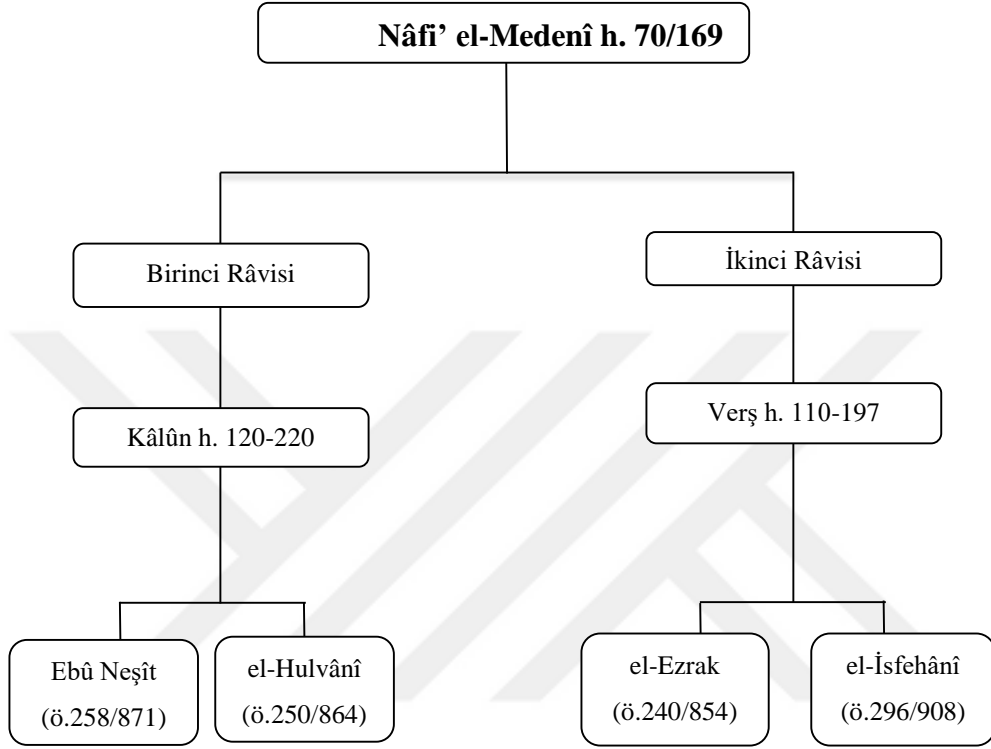 Nâfi’ el-Medenî h. 70/169
Birinci Râvisi
İkinci Râvisi
Kâlûn h. 120-220
Verş h. 110-197
Ebû Neşît
(ö.258/871)
el-Hulvânî
(ö.250/864)
el-Ezrak
(ö.240/854)
el-İsfehânî
(ö.296/908)